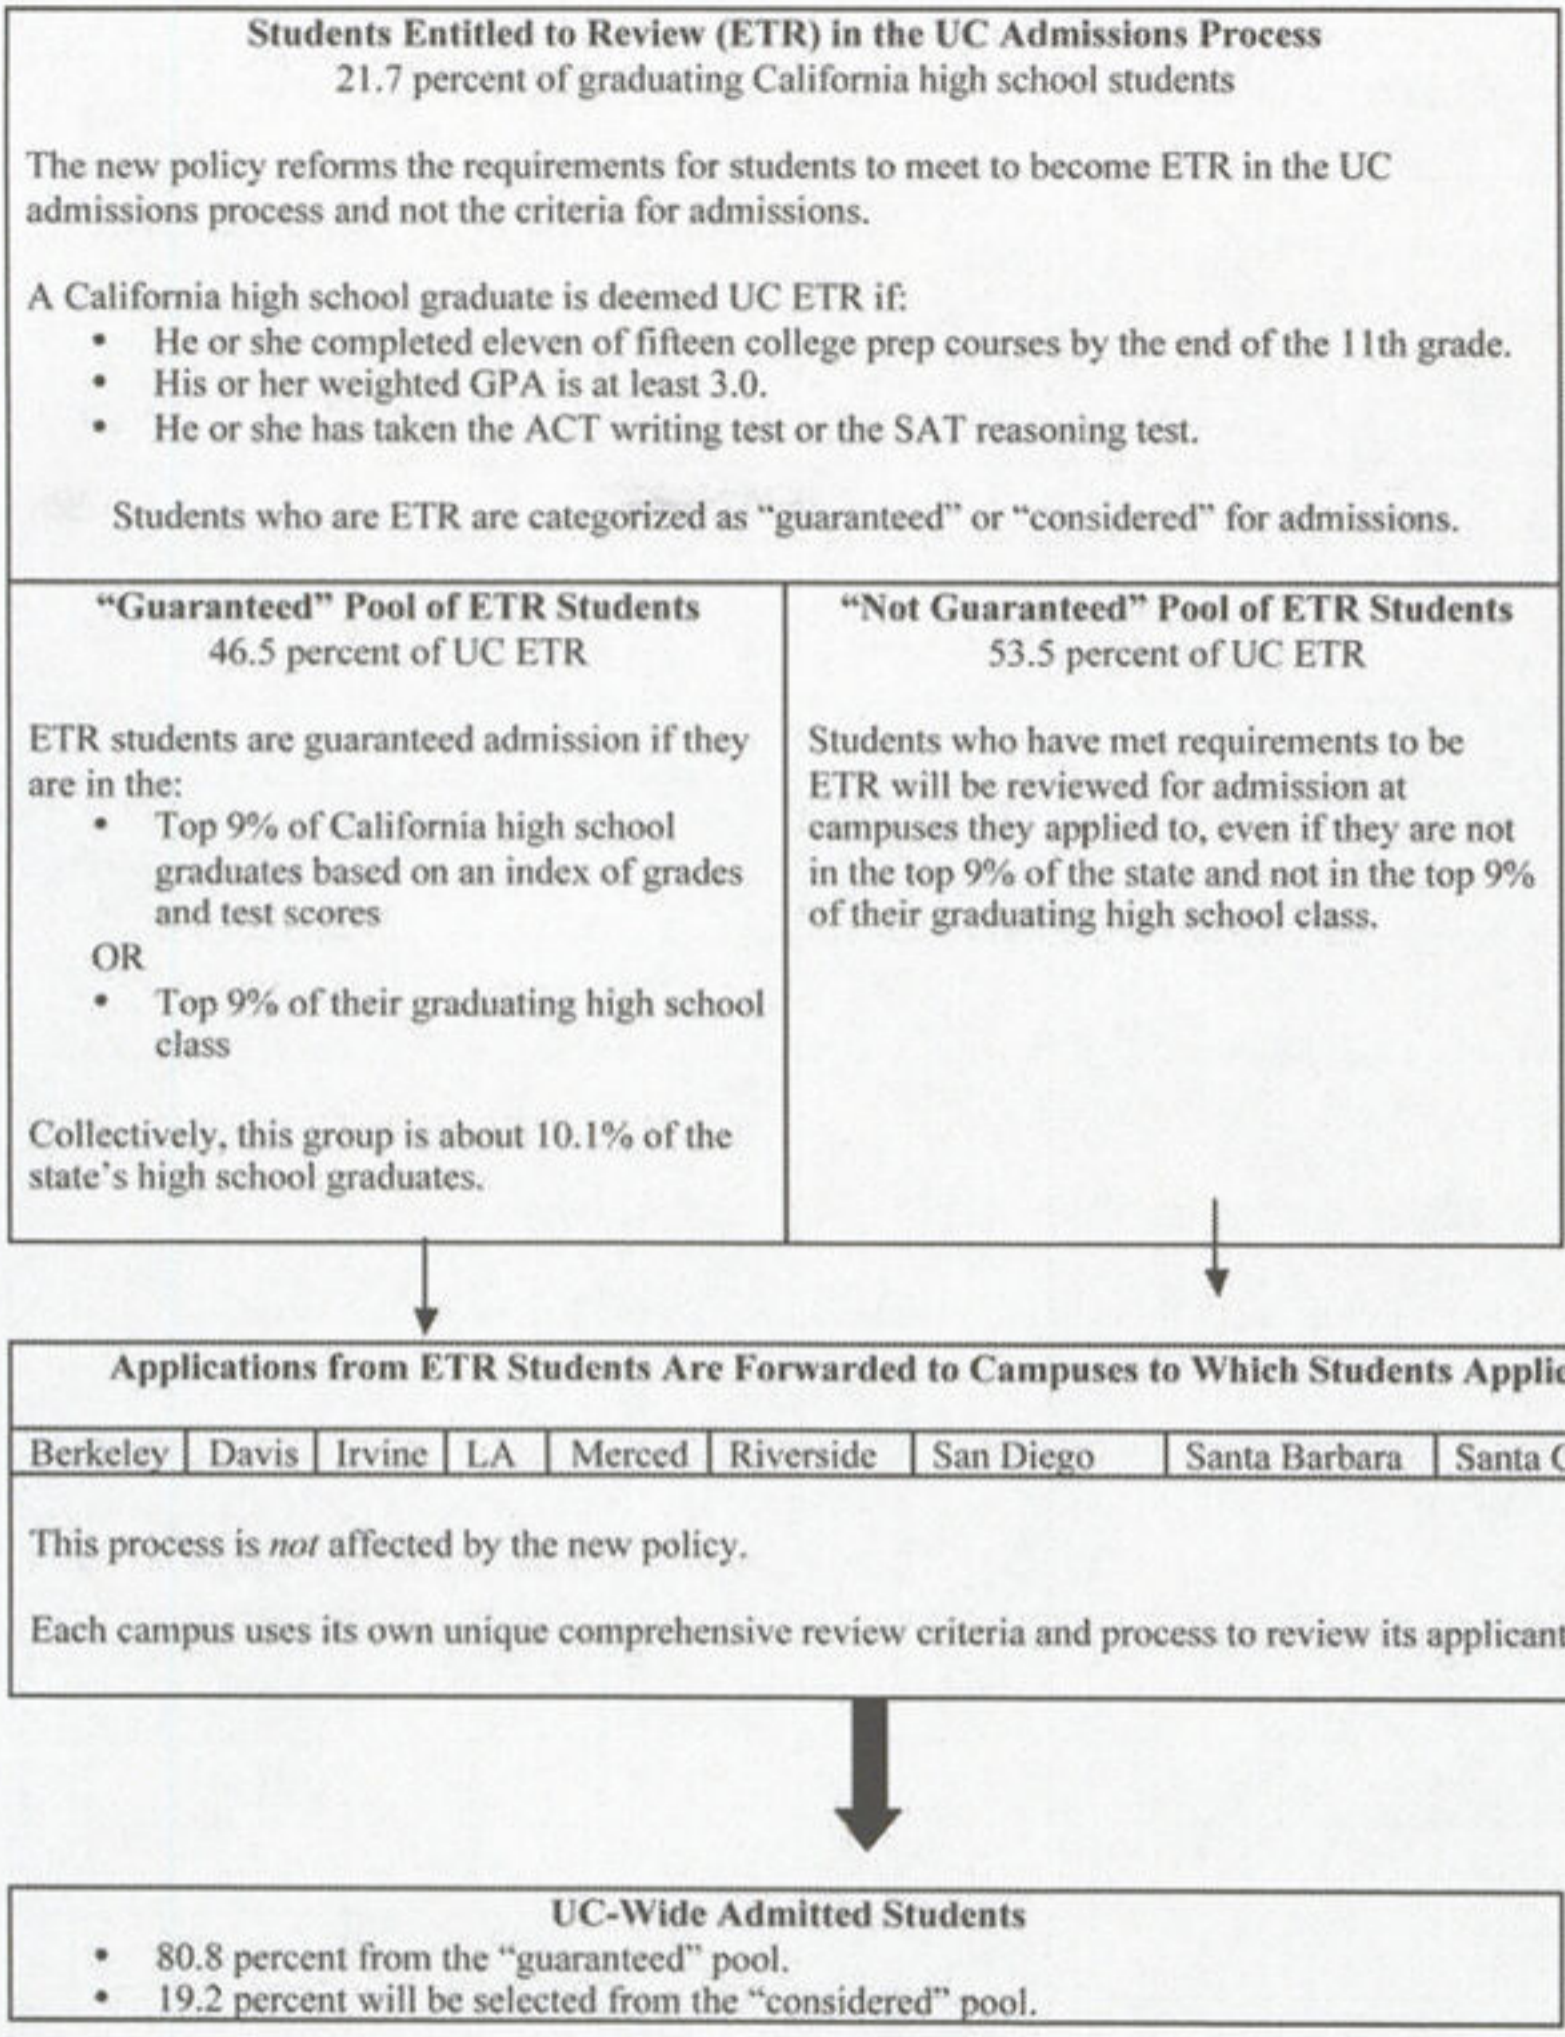 Students Entitled to Review (ETR) in the UC Admissions Process
21.7 percent of graduating California high school students
The new policy reforms the requirements for students to meet to become ETR in the UC
admissions process and not the criteria for admissions.
A California high school graduate is deemed UC ETR if:
• He or she completed eleven of fifteen college prep courses by the end of the 11th grade.
• His or her weighted GPA is at least 3.0.
• He or she has taken the ACT writing test or the SAT reasoning test.
Students who are ETR are categorized as “guaranteed” or “considered” for admissions.
“Guaranteed” Pool of ETR Students
46.5 percent of UC ETR
ETR students are guaranteed admission if they
are in the:
• Top 9% of California high school
graduates based on an index of grades
and test scores
OR
• Top 9% of their graduating high school
class
Collectively, this group is about 10.1% of the
state’s high school graduates.
“Not Guaranteed” Pool of ETR Students
53.5 percent of UC ETR
Students who have met requirements to be
ETR will be reviewed for admission at
campuses they applied to, even if they are not
in the top 9% of the state and not in the top 9%
of their graduating high school class.
Applications from ETR Students Are Forwarded to Campuses to Which Students
Berkeley Davis Irvine LA Merced Riverside San Diego Santa Barbara Santa
This process is not affected by the new policy.
Each campus uses its own unique comprehensive review criteria and process to review its applicant
UC-Wide Admitted Students
• 80.8 percent from the “guaranteed” pool.
• 19.2 percent will be selected from the “considered” pool.